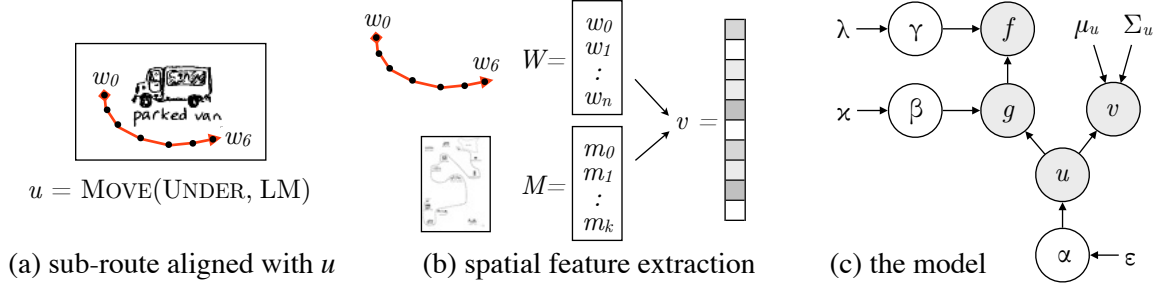 w0
parked van
w6
u = MOVE(UNDER, LM)
(a) sub-route aligned with u
w0
w6
W=
w0
w1
:
wn
M=
m0
m1
:
mk
v =
(b) spatial feature extraction
λ γ f μu Σu
ϰ β g v
u
α ε
(c) the model